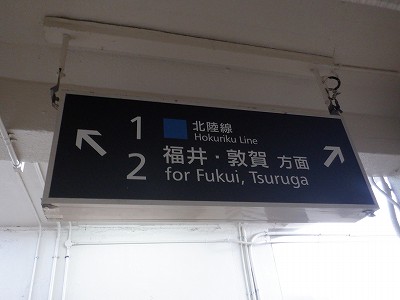 1 北陸線
Hokuriku Line
2 福井・敦賀 方面
for Fukui, Tsuruga